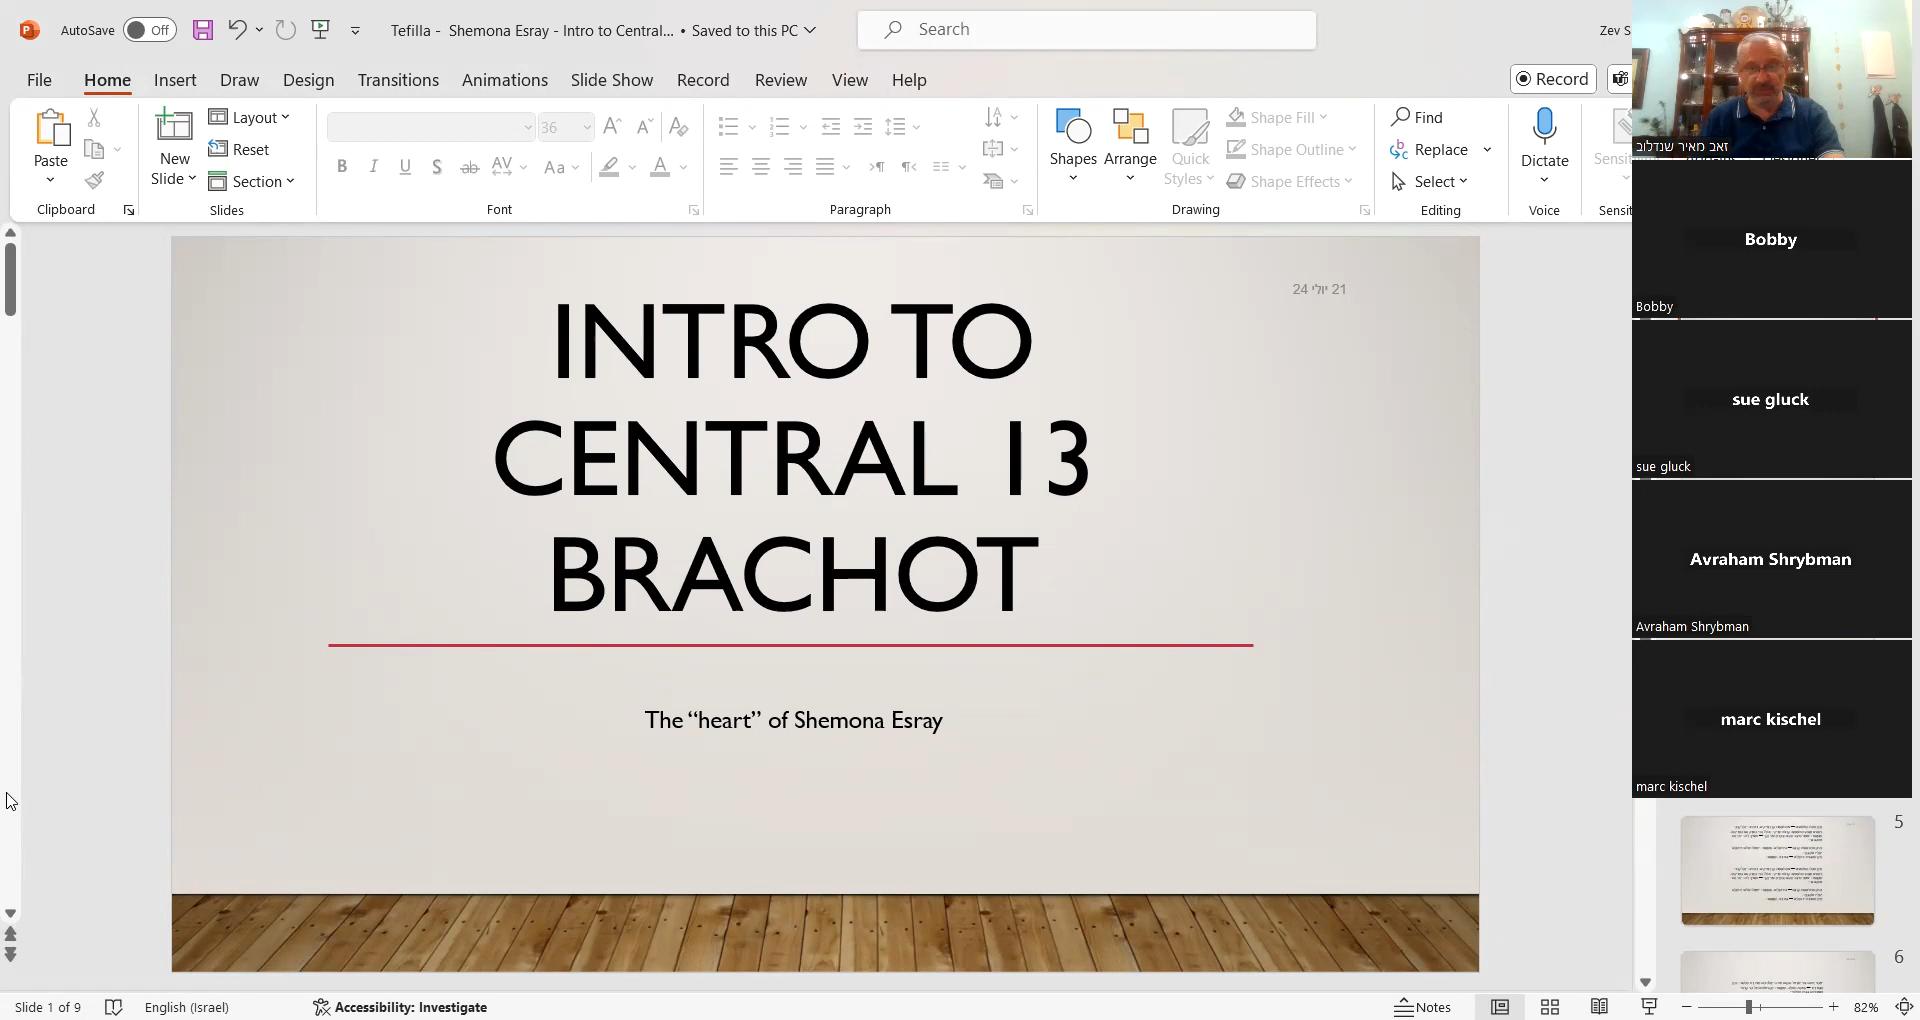 AutoSave Off
Tefilla - Shemona Esray - Intro to Central... • Saved to this PC
Search
Zev S
File Home Insert Draw Design Transitions Animations Slide Show Record Review View Help
Record
Paste
Clipboard
New Slide
Layout
Reset
Section
Slides
36
Font
Paragraph
Shapes
Arrange
Quick Styles
Shape Fill
Shape Outline
Shape Effects
Drawing
Find
Replace
Select
Editing
Dictate
Voice
Sensit
Sensit
זאב מאיר שנדלוב
Bobby
Bobby
sue gluck
sue gluck
Avraham Shrybman
Avraham Shrybman
marc kischel
marc kischel
21 יולי 24
INTRO TO
CENTRAL 13
BRACHOT
The “heart” of Shemona Esray
5
6
Slide 1 of 9
English (Israel)
Accessibility: Investigate
Notes
82%